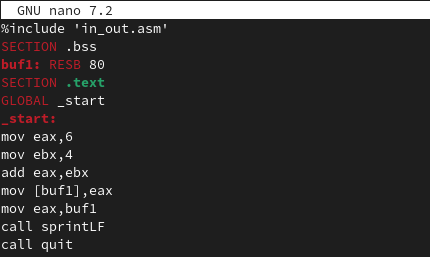 GNU nano 7.2
%include 'in_out.asm'
SECTION .bss
buf1: RESB 80
SECTION .text
GLOBAL _start
_start:
mov eax,6
mov ebx,4
add eax,ebx
mov [buf1],eax
mov eax,buf1
call sprintLF
call quit